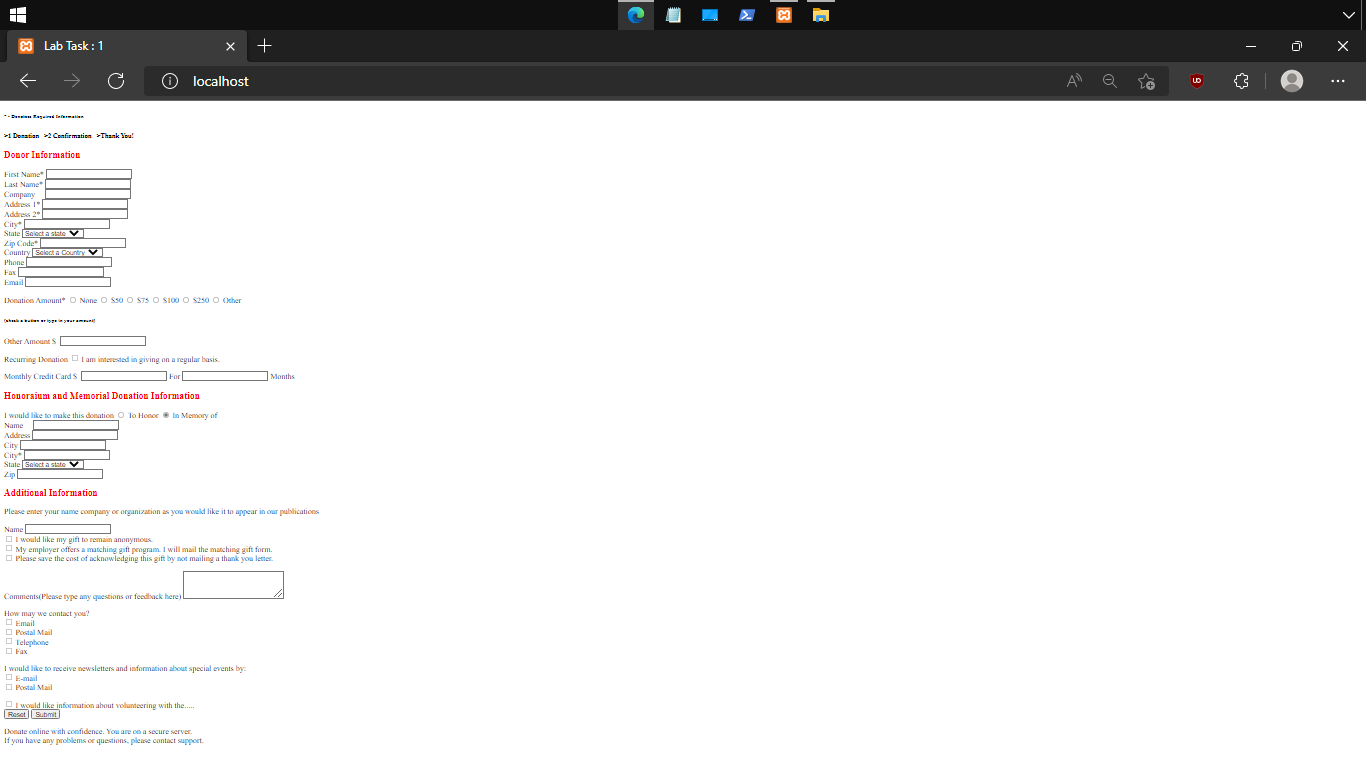 Lab Task : 1
localhost
* - Denotes Required Information
>1 Donation >2 Confirmation >Thank You!
Donor Information
First Name*
Last Name*
Company
Address 1*
Address 2*
City*
State Select a state
Zip Code*
Country Select a Country
Phone
Fax
Email
Donation Amount* None $50 $75 $100 $250 Other
(check a button or type in your amount)
Other Amount $
Recurring Donation I am interested in giving on a regular basis.
Monthly Credit Card $ For Months
Honoraium and Memorial Donation Information
I would like to make this donation To Honor In Memory of
Name
Address
City
City*
State Select a state
Zip
Additional Information
Please enter your name company or organization as you would like it to appear in our publications
Name
I would like my gift to remain anonymous.
My employer offers a matching gift program. I will mail the matching gift form.
Please save the cost of acknowledging this gift by not mailing a thank you letter.
Comments(Please type any questions or feedback here)
How may we contact you?
Email
Postal Mail
Telephone
Fax
I would like to receive newsletters and information about special events by:
E-mail
Postal Mail
I would like information about volunteering with the.....
Reset Submit
Donate online with confidence. You are on a secure server.
If you have any problems or questions, please contact support.